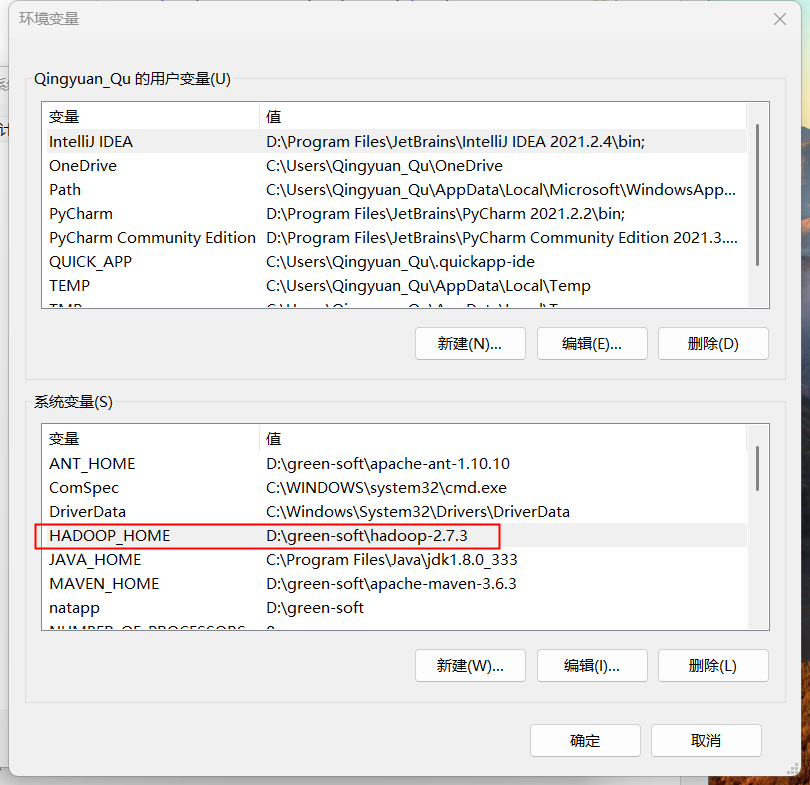 环境变量
Qingyuan_Qu 的用户变量(U)
变量 值
IntelliJ IDEA D:\Program Files\JetBrains\IntelliJ IDEA 2021.2.4\bin;
OneDrive C:\Users\Qingyuan_Qu\OneDrive
Path C:\Users\Qingyuan_Qu\AppData\Local\Microsoft\WindowsApp...
PyCharm D:\Program Files\JetBrains\PyCharm 2021.2.2\bin;
PyCharm Community Edition D:\Program Files\JetBrains\PyCharm Community Edition 2021.3....
QUICK_APP C:\Users\Qingyuan_Qu\.quickapp-ide
TEMP C:\Users\Qingyuan_Qu\AppData\Local\Temp
新建(N)... 编辑(E)... 删除(D)
系统变量(S)
变量 值
ANT_HOME D:\green-soft\apache-ant-1.10.10
ComSpec C:\WINDOWS\system32\cmd.exe
DriverData C:\Windows\System32\Drivers\DriverData
HADOOP_HOME D:\green-soft\hadoop-2.7.3
JAVA_HOME C:\Program Files\Java\jdk1.8.0_333
MAVEN_HOME D:\green-soft\apache-maven-3.6.3
natapp D:\green-soft
新建(W)... 编辑(I)... 删除(L)
确定 取消